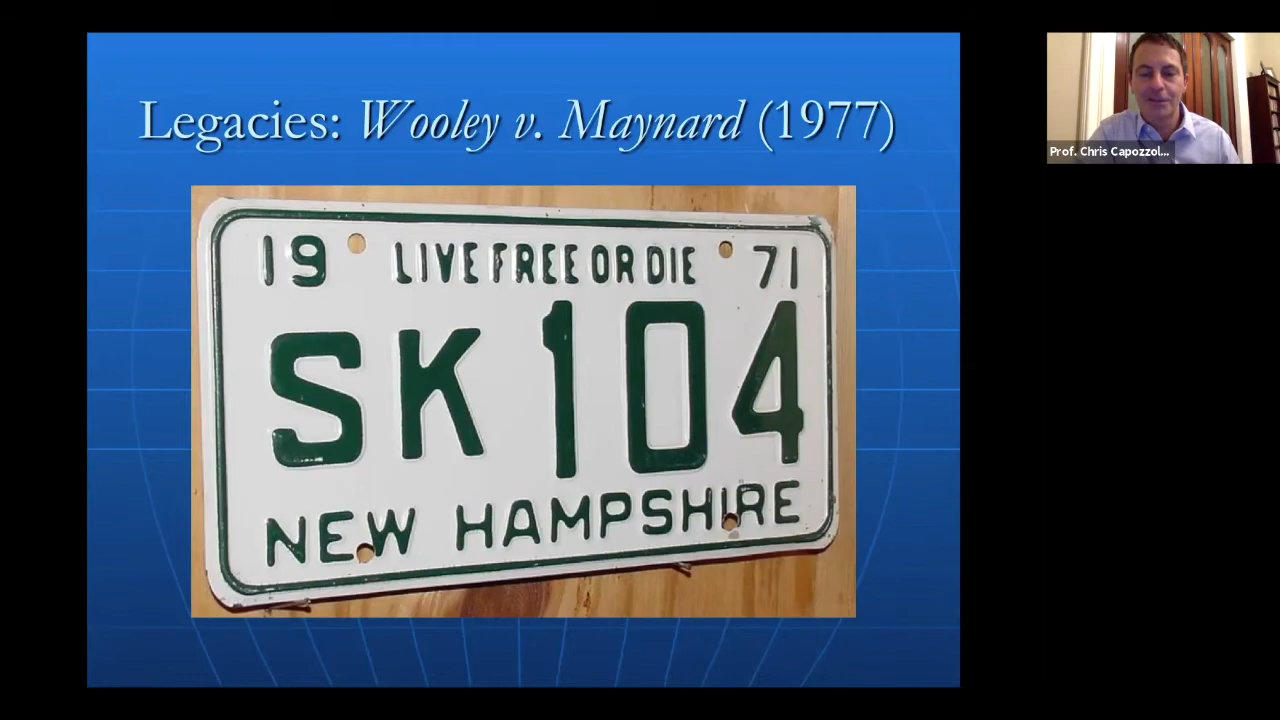 Legacies: Wooley v. Maynard (1977)
19 LIVE FREE OR DIE 71
SK 104
NEW HAMPSHIRE
Prof. Chris Capozzol...